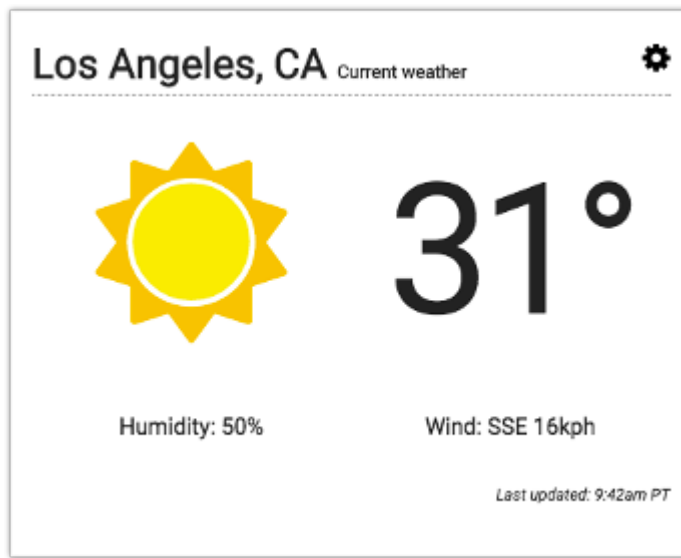 Los Angeles, CA Current weather
31°
Humidity: 50% Wind: SSE 16kph
Last updated: 9:42am PT